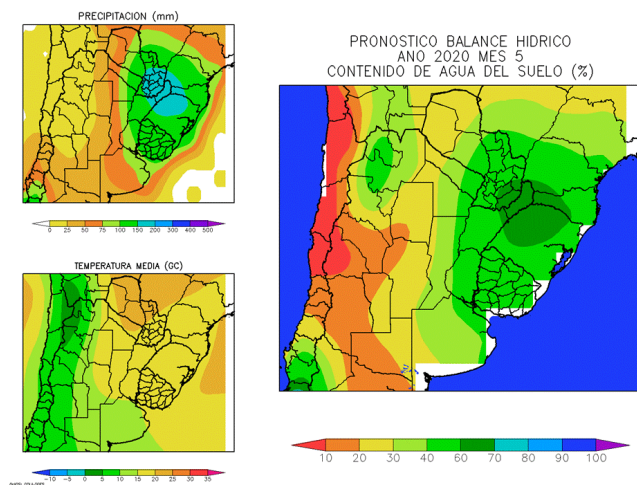 PRECIPITACION (mm)
0 25 50 75 100 150 200 300 400 500
TEMPERATURA MEDIA (GC)
-10 -5 0 5 10 15 20 25 30 35
PRONOSTICO BALANCE HIDRICO
ANO 2020 MES 5
CONTENIDO DE AGUA DEL SUELO (%)
10 20 30 40 60 70 80 90 100